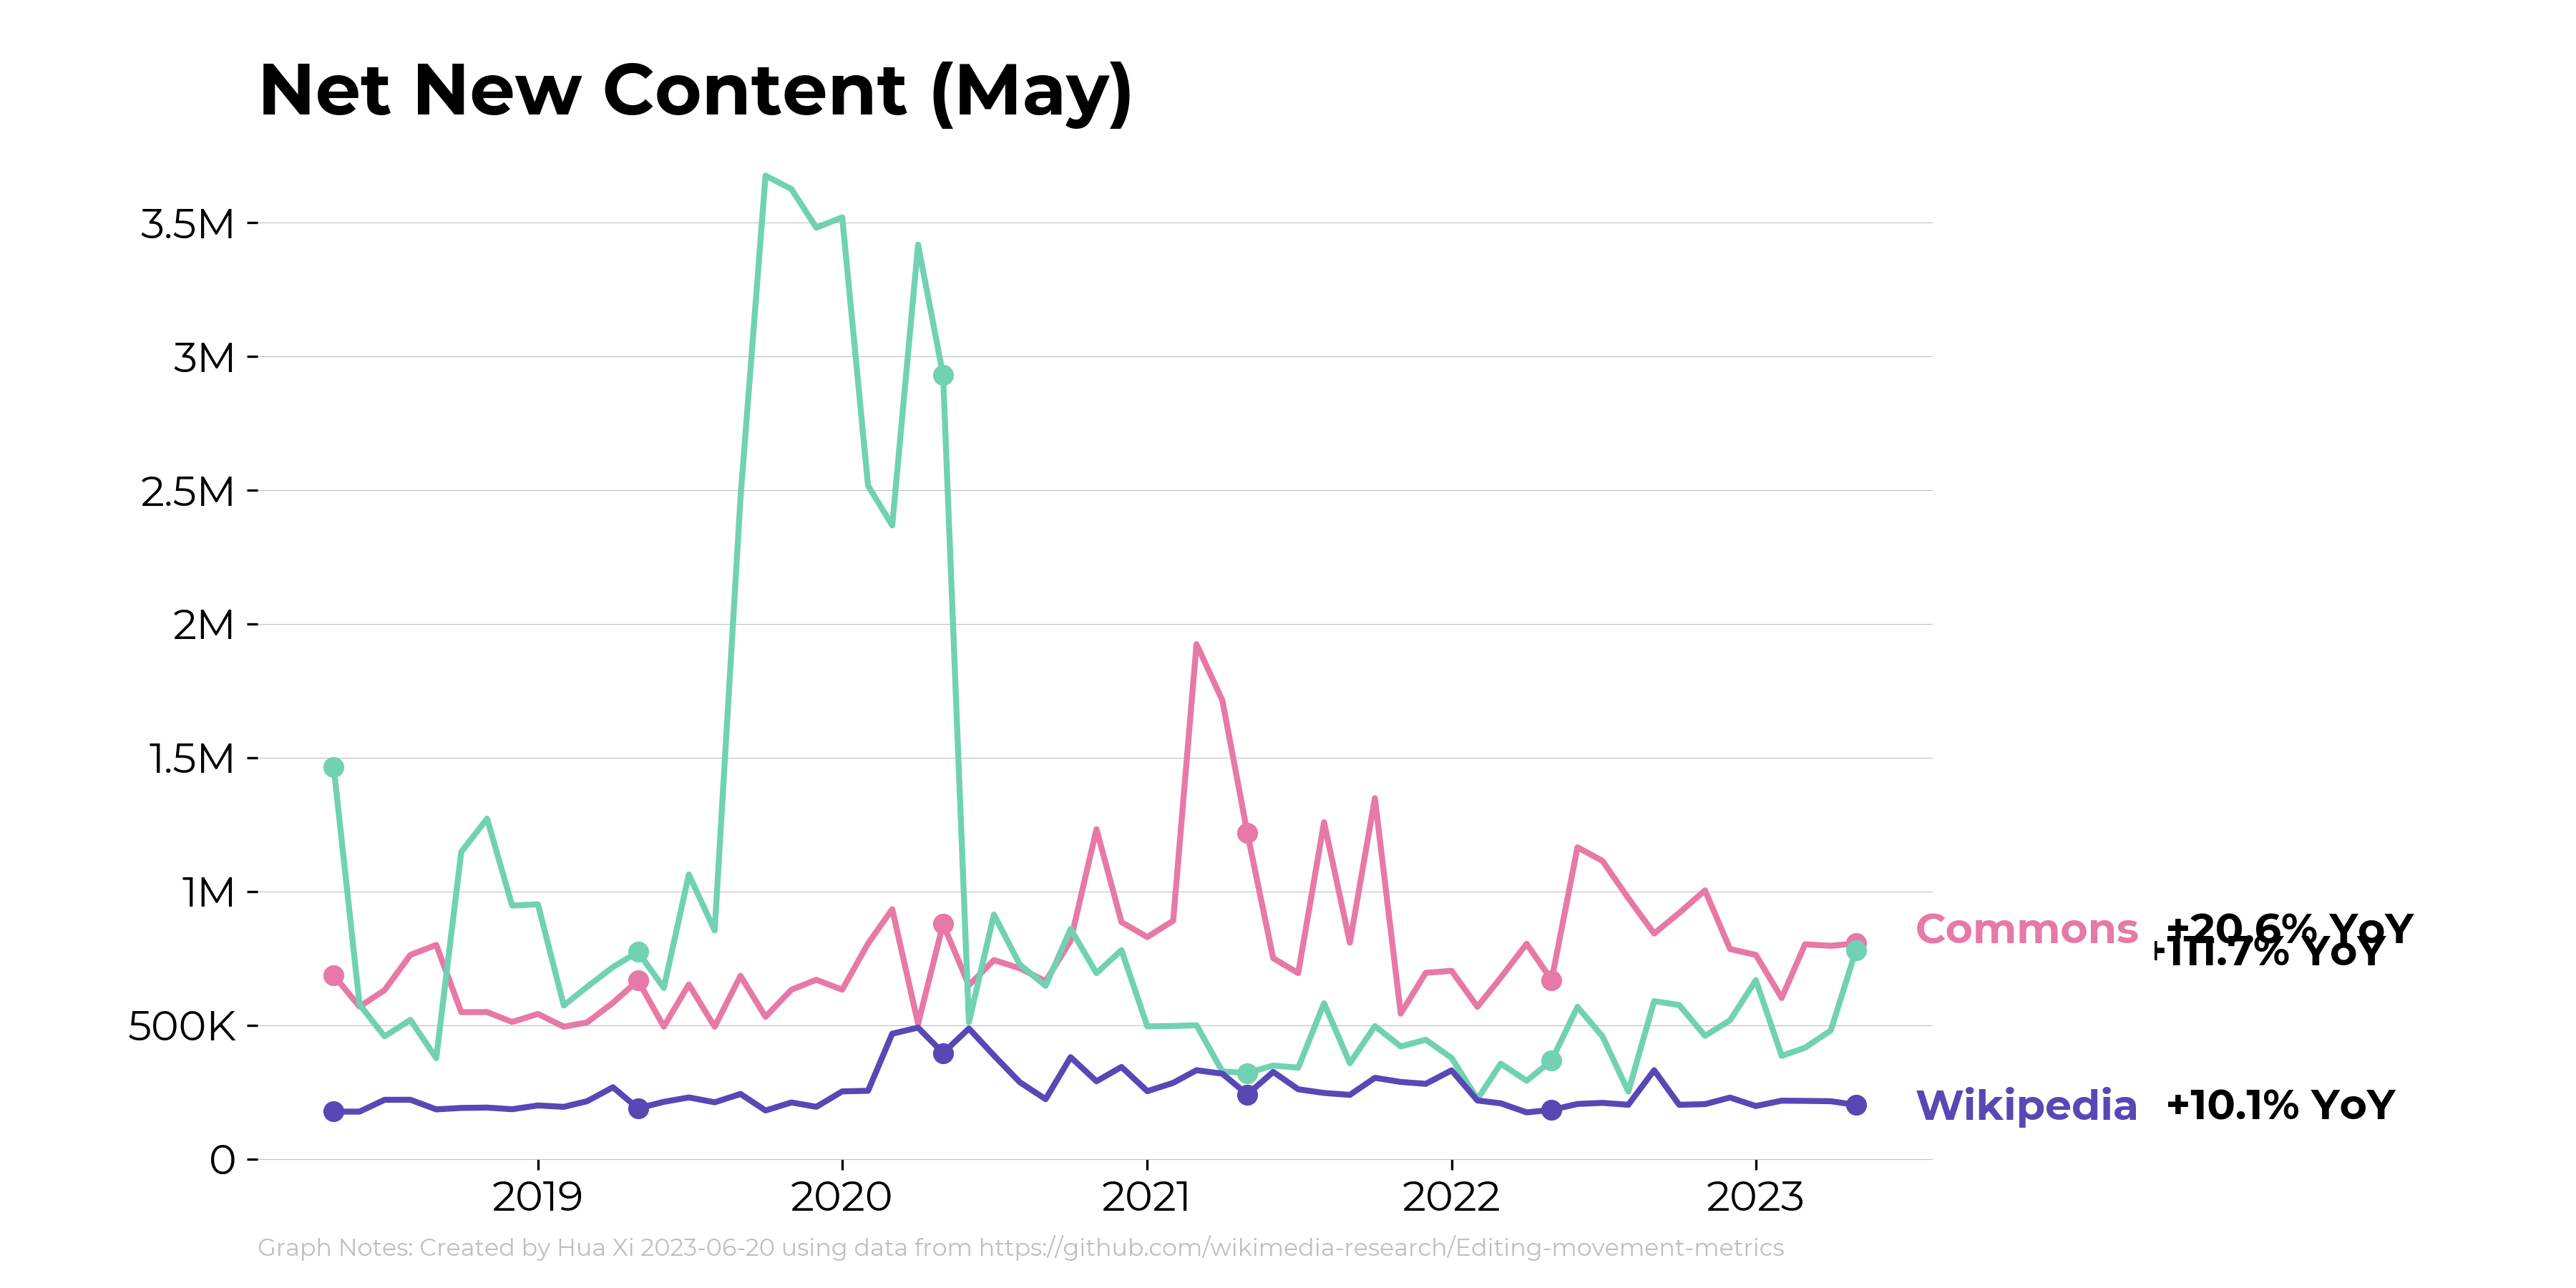 Net New Content (May)
3.5M
3M
2.5M
2M
1.5M
1M
500K
0
2019 2020 2021 2022 2023
Commons +20.6% YoY
+111.7% YoY
Wikipedia +10.1% YoY
Graph Notes: Created by Hua Xi 2023-06-20 using data from https://github.com/wikimedia-research/Editing-movement-metrics